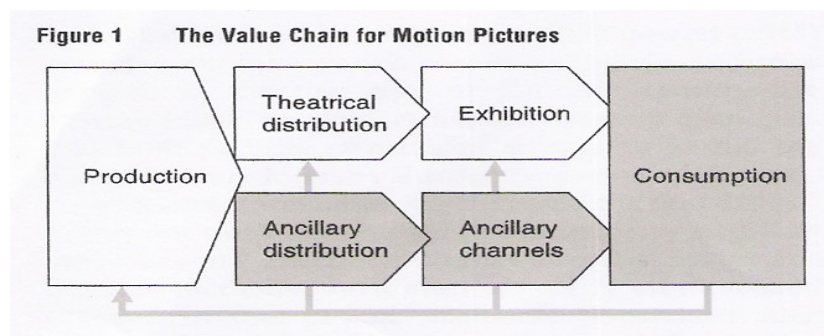 Figure 1 The Value Chain for Motion Pictures
Theatrical
distribution
Exhibition
Production
Consumption
Ancillary
distribution
Ancillary
channels